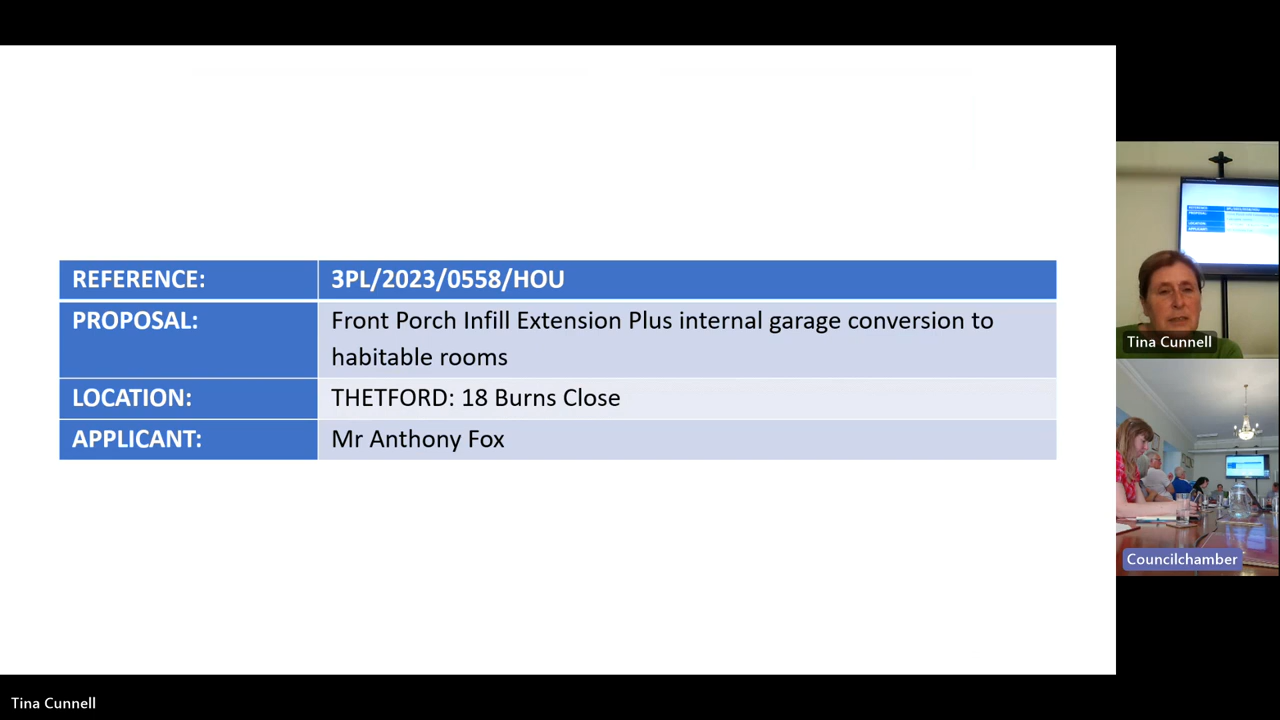 REFERENCE: 3PL/2023/0558/HOU
PROPOSAL: Front Porch Infill Extension Plus internal garage conversion to
habitable rooms
LOCATION: THETFORD: 18 Burns Close
APPLICANT: Mr Anthony Fox
Tina Cunnell
Councilchamber
Tina Cunnell